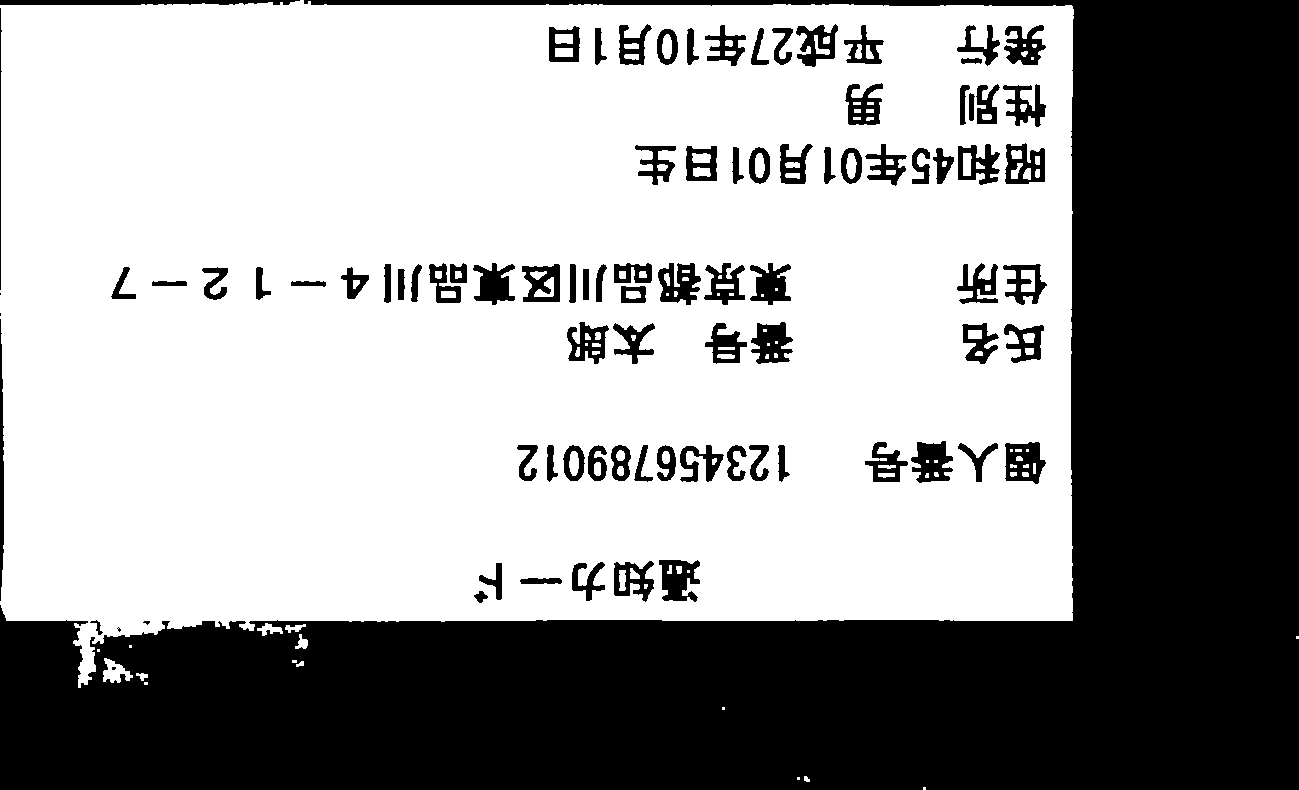 通知カード
個人番号 123456789012
氏名 番号 太郎
住所 東京都品川区東品川4－12－7
昭和45年01月01日生
性別 男
発行 平成27年10月1日